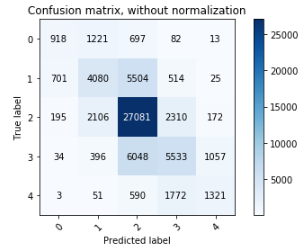 Confusion matrix, without normalization
0 918 1221 697 82 13
1 701 4080 5504 514 25
2 195 2106 27081 2310 172
3 34 396 6048 5533 1057
4 3 51 590 1772 1321
0 1 2 3 4
True label
Predicted label
25000
20000
15000
10000
5000